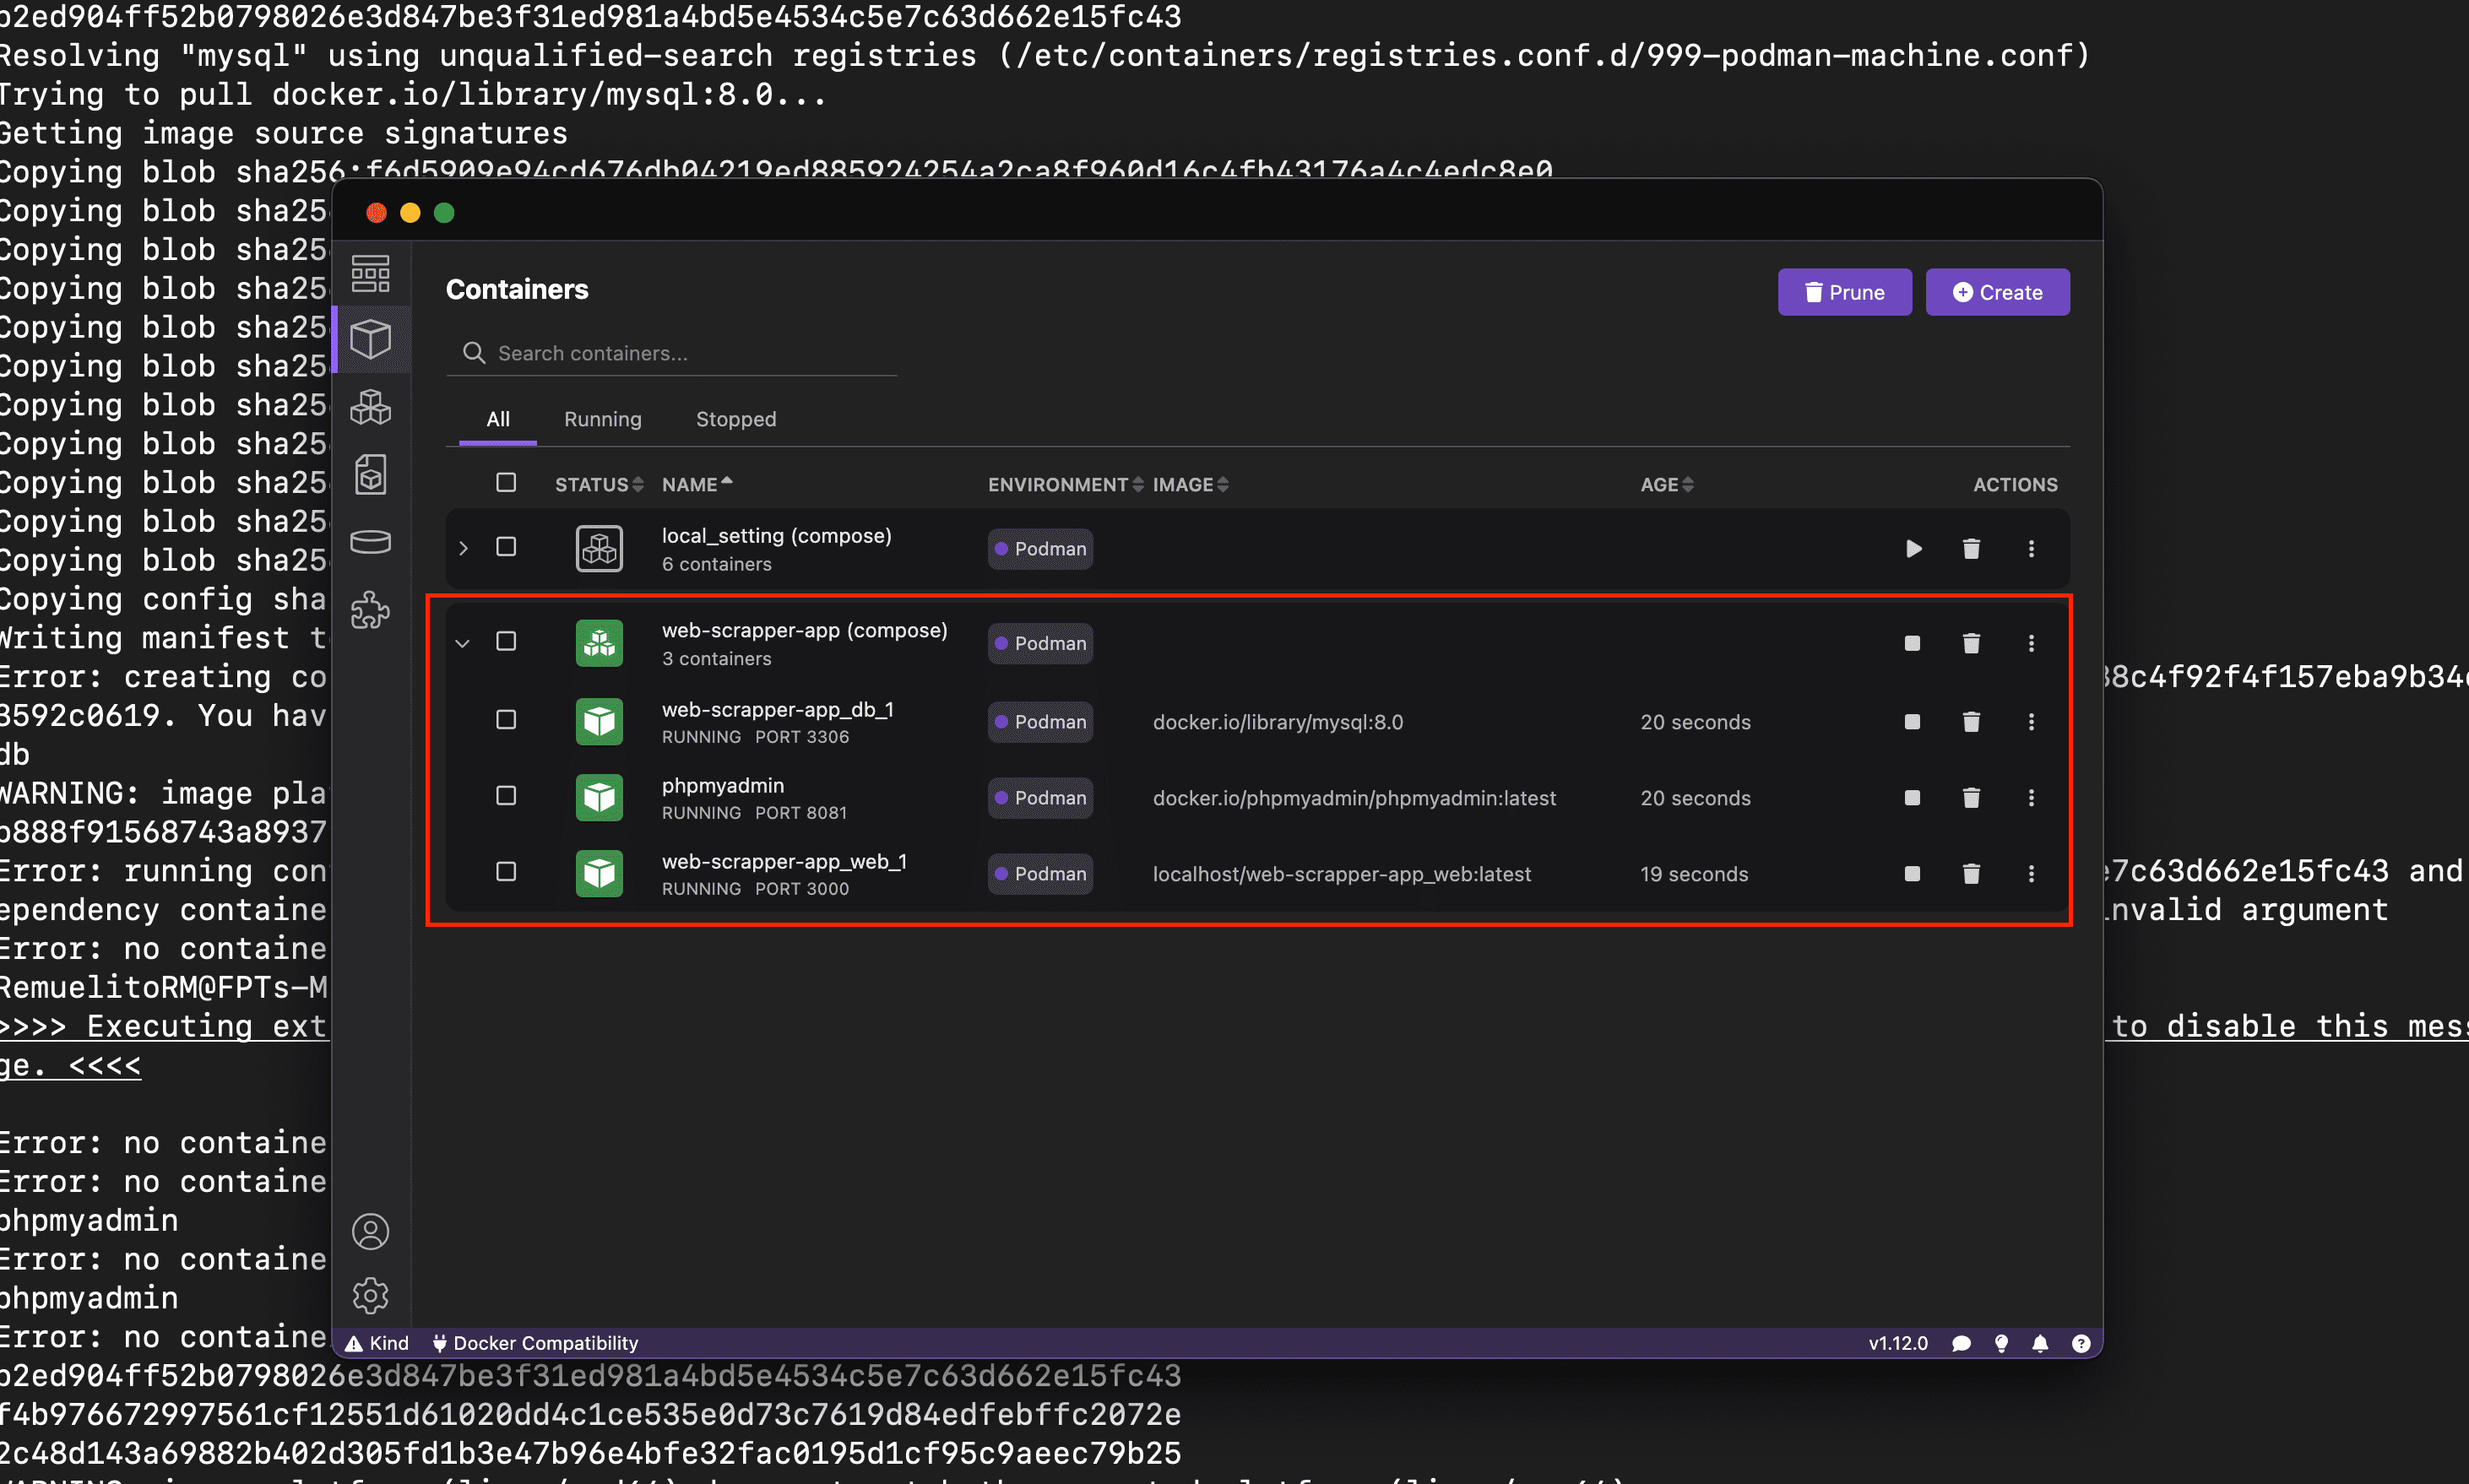 b2ed904ff52b0798026e3d847be3f31ed981a4bd5e4534c5e7c63d662e15fc43
Resolving "mysql" using unqualified-search registries (/etc/containers/registries.conf.d/999-podman-machine.conf)
Trying to pull docker.io/library/mysql:8.0...
Getting image source signatures
Copying blob sha256:f6d5909e94cd676db04219ed885924254a2ca8f960d16c4fb43176a4c4edc8e0
Copying blob sha25
Copying blob sha25
Copying blob sha25
Copying blob sha25
Copying blob sha25
Copying blob sha25
Copying blob sha25
Copying blob sha25
Copying blob sha25
Copying blob sha25
Copying config sha
Writing manifest t
Error: creating co
38c4f92f4f157eba9b34
3592c0619. You hav
db
WARNING: image pla
b888f91568743a8937
Error: running con
e7c63d662e15fc43 and
ependency containe
invalid argument
Error: no containe
RemuelitoRM@FPTs-M
>>>> Executing ext
to disable this mess
ge. <<<<
Error: no containe
Error: no containe
phpmyadmin
Error: no containe
phpmyadmin
Error: no containe
b2ed904ff52b0798026e3d847be3f31ed981a4bd5e4534c5e7c63d662e15fc43
f4b976672997561cf12551d61020dd4c1ce535e0d73c7619d84edfebffc2072e
2c48d143a69882b402d305fd1b3e47b96e4bfe32fac0195d1cf95c9aeec79b25
Containers
Prune
Create
Search containers...
All Running Stopped
STATUS NAME ENVIRONMENT IMAGE AGE ACTIONS
local_setting (compose)
6 containers
Podman
web-scrapper-app (compose)
3 containers
Podman
web-scrapper-app_db_1
RUNNING PORT 3306
Podman
docker.io/library/mysql:8.0
20 seconds
phpmyadmin
RUNNING PORT 8081
Podman
docker.io/phpmyadmin/phpmyadmin:latest
20 seconds
web-scrapper-app_web_1
RUNNING PORT 3000
Podman
localhost/web-scrapper-app_web:latest
19 seconds
Kind Docker Compatibility v1.12.0